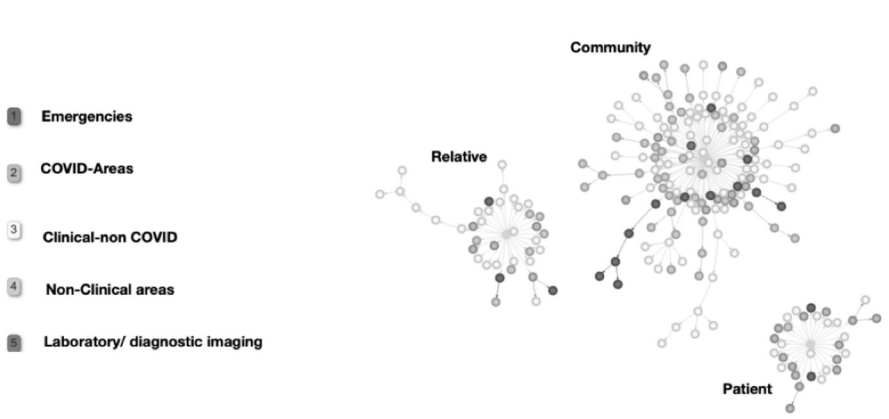 Community
1 Emergencies
Relative
2 COVID-Areas
3 Clinical-non COVID
4 Non-Clinical areas
5 Laboratory/ diagnostic imaging
Patient